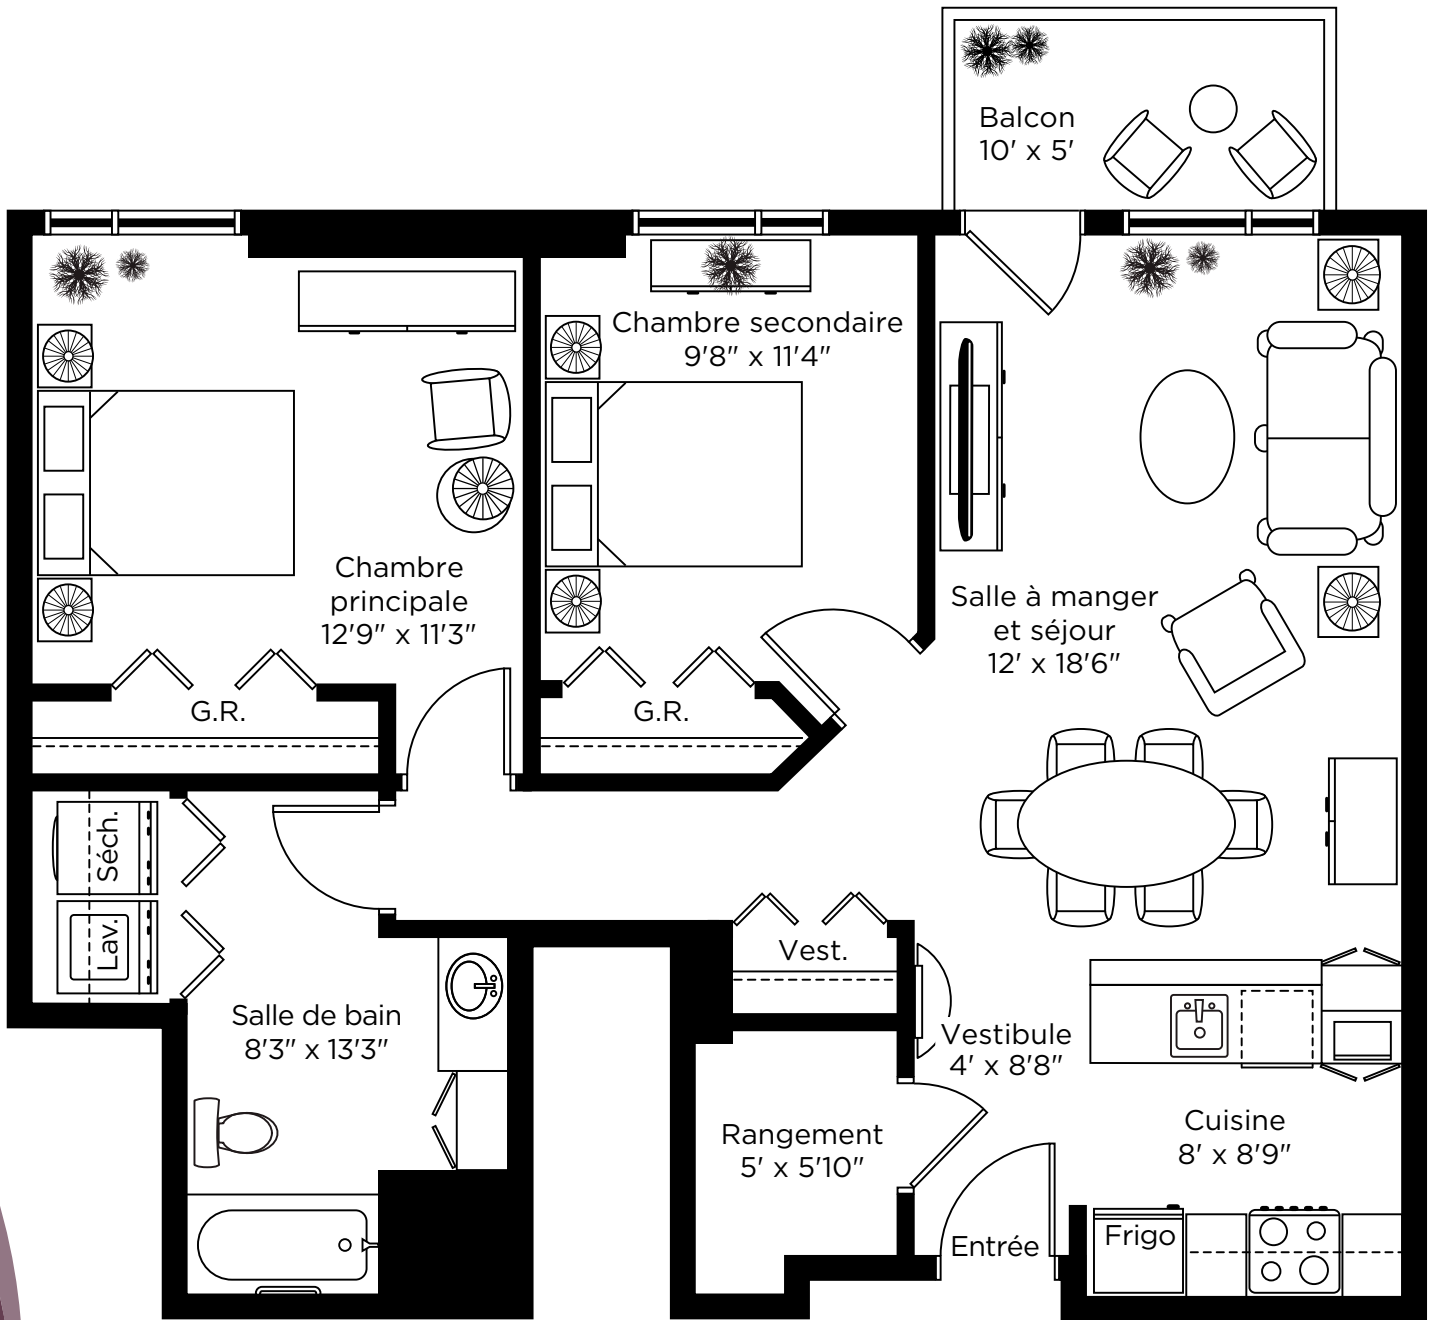 Balcon
10' x 5'
Chambre secondaire
9'8" x 11'4"
Chambre
principale
12'9" x 11'3"
Salle à manger
et séjour
12' x 18'6"
G.R.
G.R.
Séch.
Lav.
Vest.
Salle de bain
8'3" x 13'3"
Vestibule
4' x 8'8"
Rangement
5' x 5'10"
Cuisine
8' x 8'9"
Entrée
Frigo